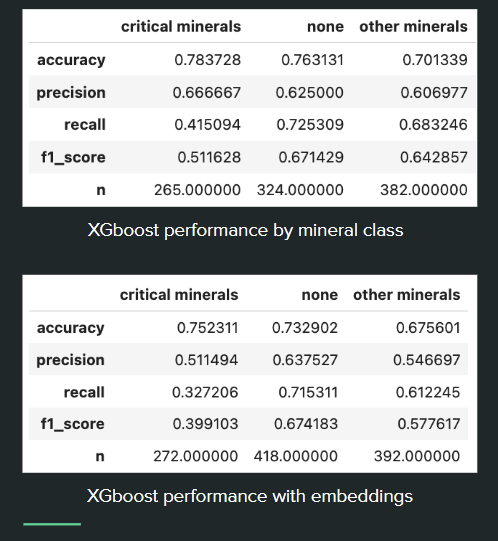 critical minerals none other minerals
accuracy 0.783728 0.763131 0.701339
precision 0.666667 0.625000 0.606977
recall 0.415094 0.725309 0.683246
f1_score 0.511628 0.671429 0.642857
n 265.000000 324.000000 382.000000
XGboost performance by mineral class
critical minerals none other minerals
accuracy 0.752311 0.732902 0.675601
precision 0.511494 0.637527 0.546697
recall 0.327206 0.715311 0.612245
f1_score 0.399103 0.674183 0.577617
n 272.000000 418.000000 392.000000
XGboost performance with embeddings